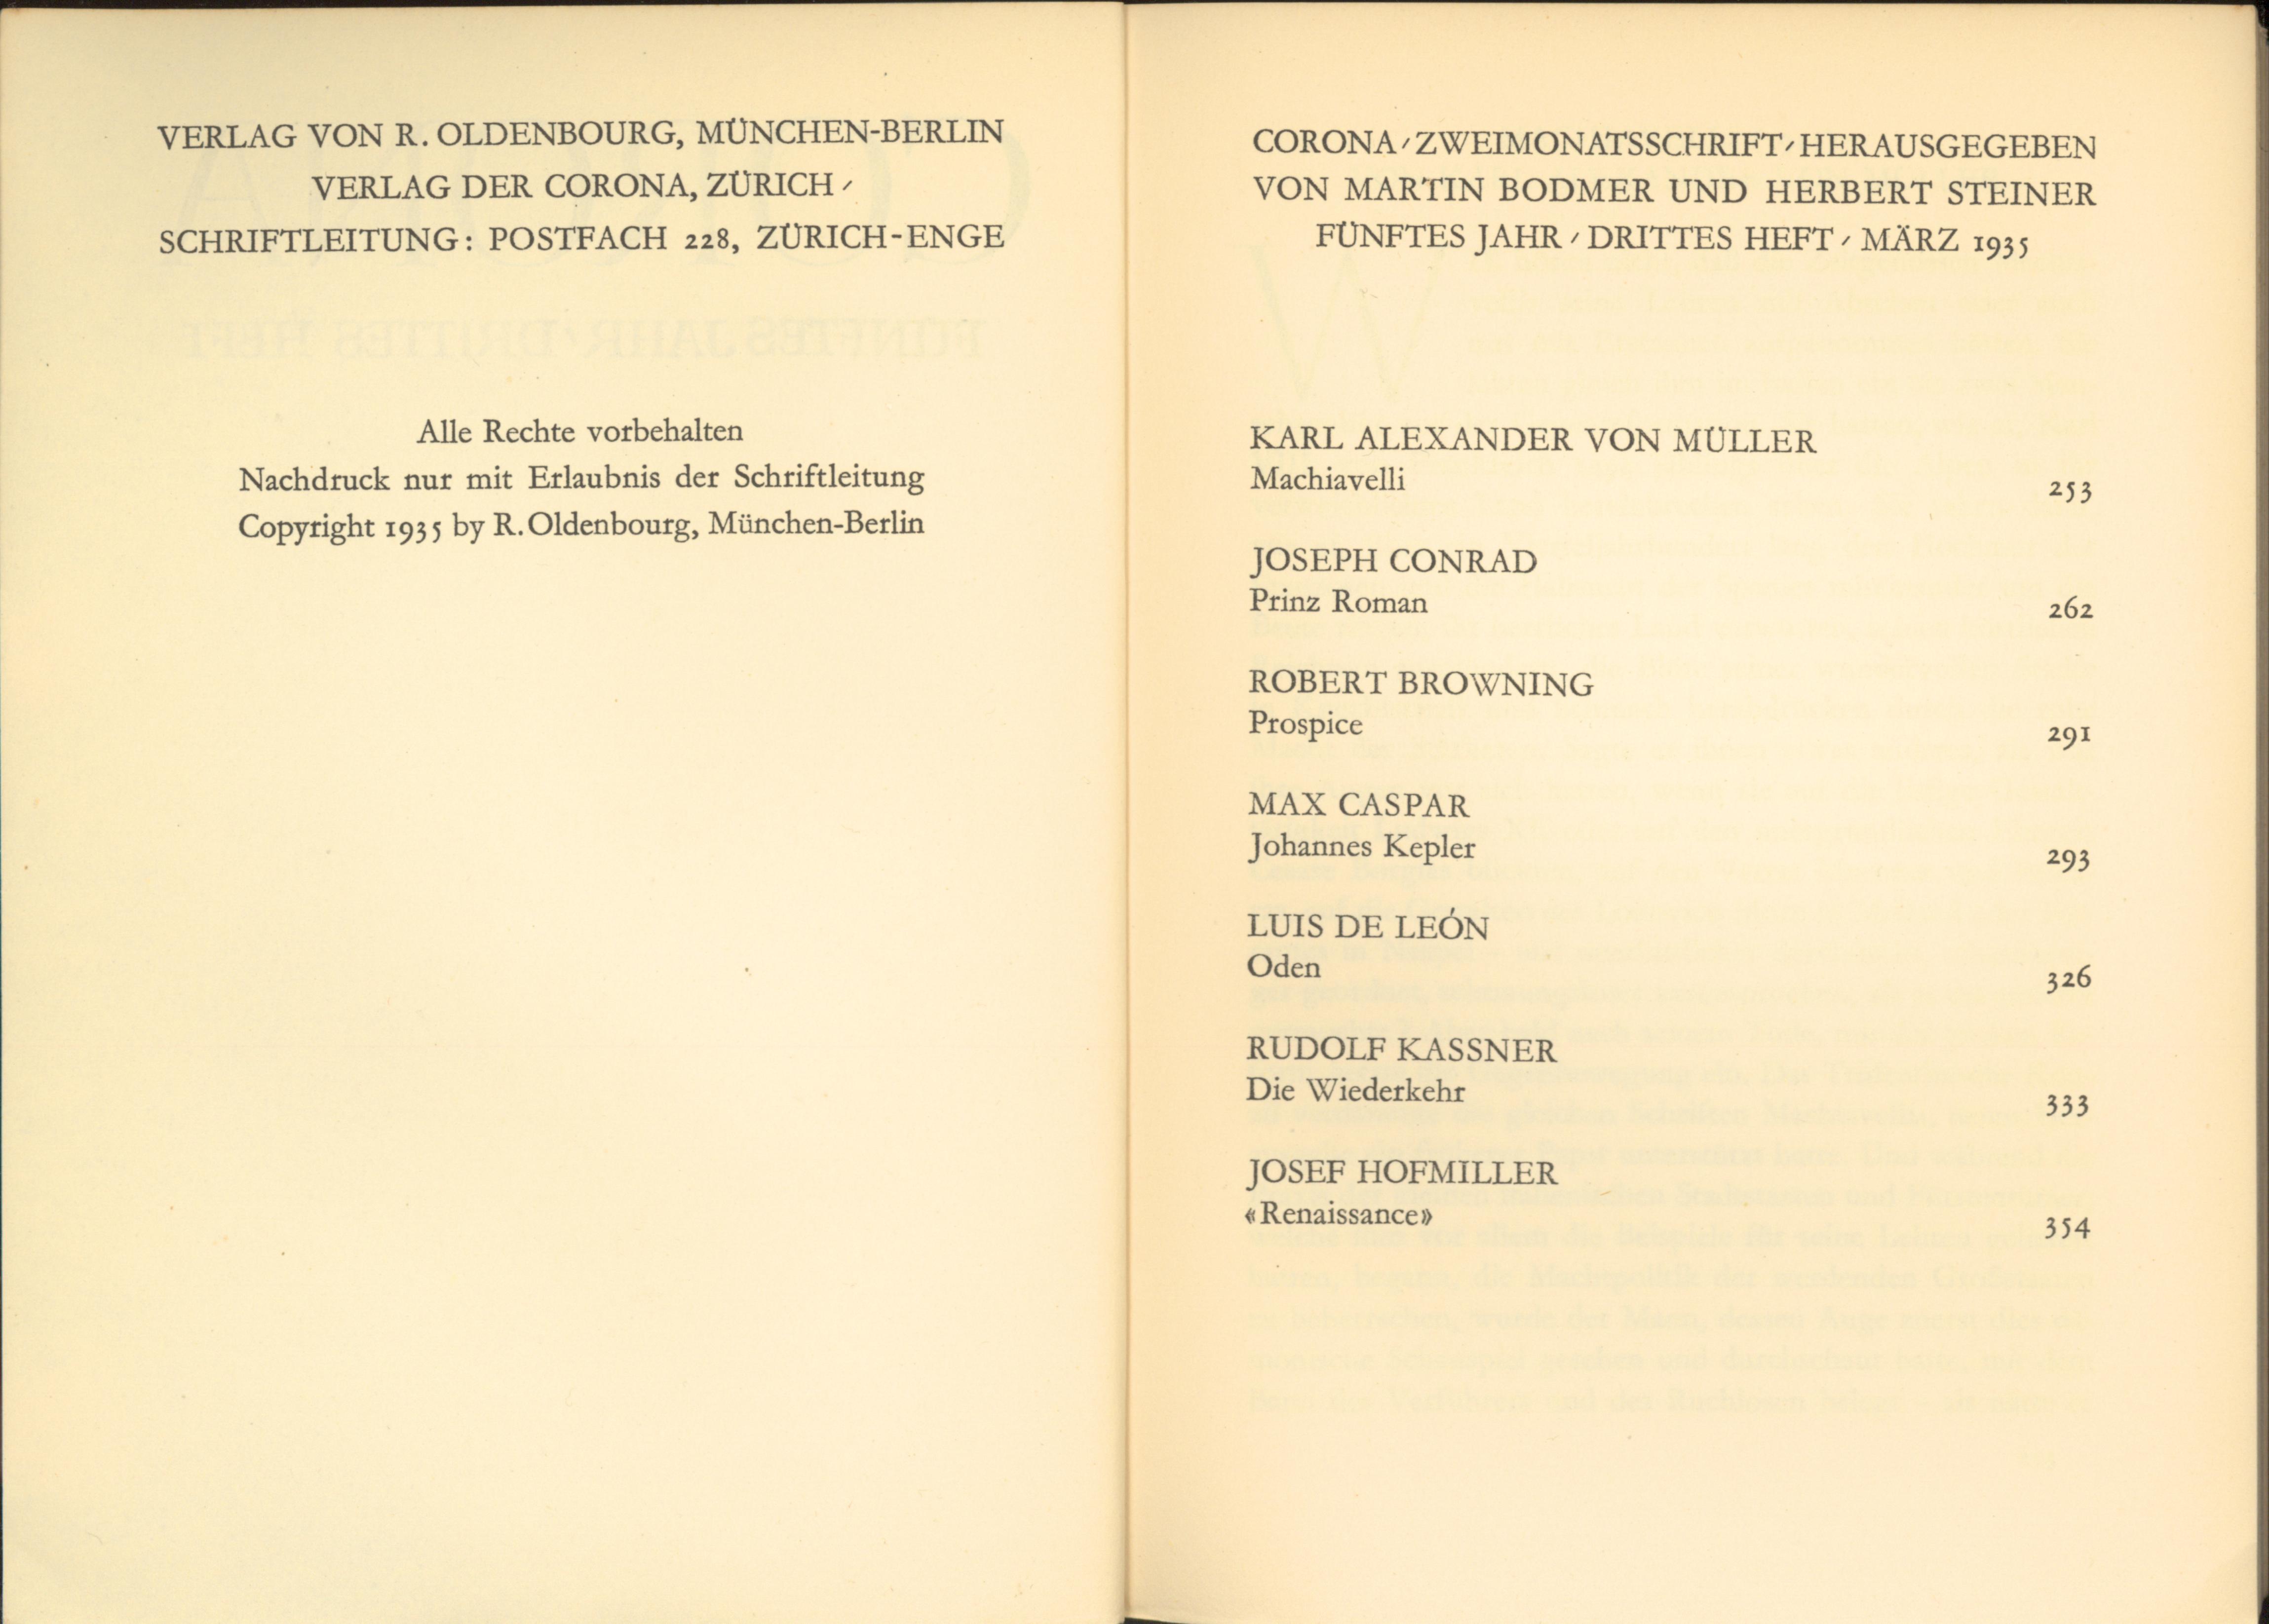 VERLAG VON R. OLDENBOURG, MÜNCHEN-BERLIN
VERLAG DER CORONA, ZÜRICH /
SCHRIFTLEITUNG: POSTFACH 228, ZÜRICH-ENGE
Alle Rechte vorbehalten
Nachdruck nur mit Erlaubnis der Schriftleitung
Copyright 1935 by R. Oldenbourg, München-Berlin
CORONA / ZWEIMONATSSCHRIFT / HERAUSGEGEBEN
VON MARTIN BODMER UND HERBERT STEINER
FÜNFTES JAHR / DRITTES HEFT / MÄRZ 1935
KARL ALEXANDER VON MÜLLER
Machiavelli 253
JOSEPH CONRAD
Prinz Roman 262
ROBERT BROWNING
Prospice 291
MAX CASPAR
Johannes Kepler 293
LUIS DE LEÓN
Oden 326
RUDOLF KASSNER
Die Wiederkehr 333
JOSEF HOFMILLER
«Renaissance» 354